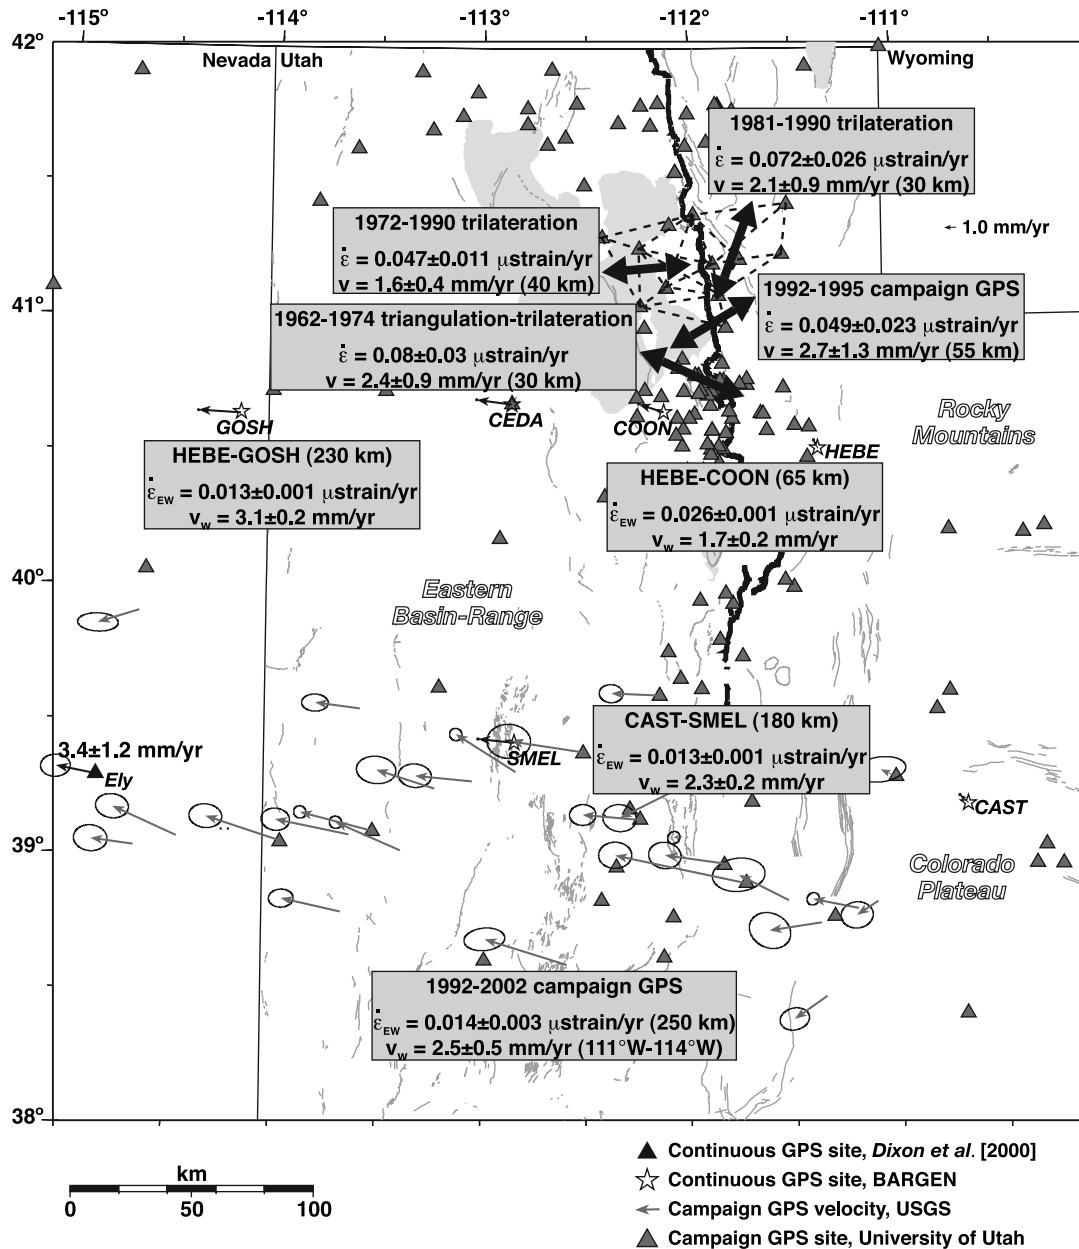 -115° -114° -113° -112° -111°
42°
Nevada Utah
Wyoming
1981-1990 trilateration
ε̇ = 0.072±0.026 μstrain/yr
v = 2.1±0.9 mm/yr (30 km)
1972-1990 trilateration
ε̇ = 0.047±0.011 μstrain/yr
v = 1.6±0.4 mm/yr (40 km)
1.0 mm/yr
41°
1992-1995 campaign GPS
ε̇ = 0.049±0.023 μstrain/yr
v = 2.7±1.3 mm/yr (55 km)
1962-1974 triangulation-trilateration
ε̇ = 0.08±0.03 μstrain/yr
v = 2.4±0.9 mm/yr (30 km)
GOSH
CEDA
COON
HEBE
Rocky
Mountains
HEBE-GOSH (230 km)
ε̇EW = 0.013±0.001 μstrain/yr
vw = 3.1±0.2 mm/yr
HEBE-COON (65 km)
ε̇EW = 0.026±0.001 μstrain/yr
vw = 1.7±0.2 mm/yr
40°
Eastern
Basin-Range
CAST-SMEL (180 km)
ε̇EW = 0.013±0.001 μstrain/yr
vw = 2.3±0.2 mm/yr
3.4±1.2 mm/yr
Ely
SMEL
CAST
39°
Colorado
Plateau
1992-2002 campaign GPS
ε̇EW = 0.014±0.003 μstrain/yr (250 km)
vw = 2.5±0.5 mm/yr (111°W-114°W)
38°
km
0 50 100
Continuous GPS site, Dixon et al. [2000]
Continuous GPS site, BARGEN
Campaign GPS velocity, USGS
Campaign GPS site, University of Utah